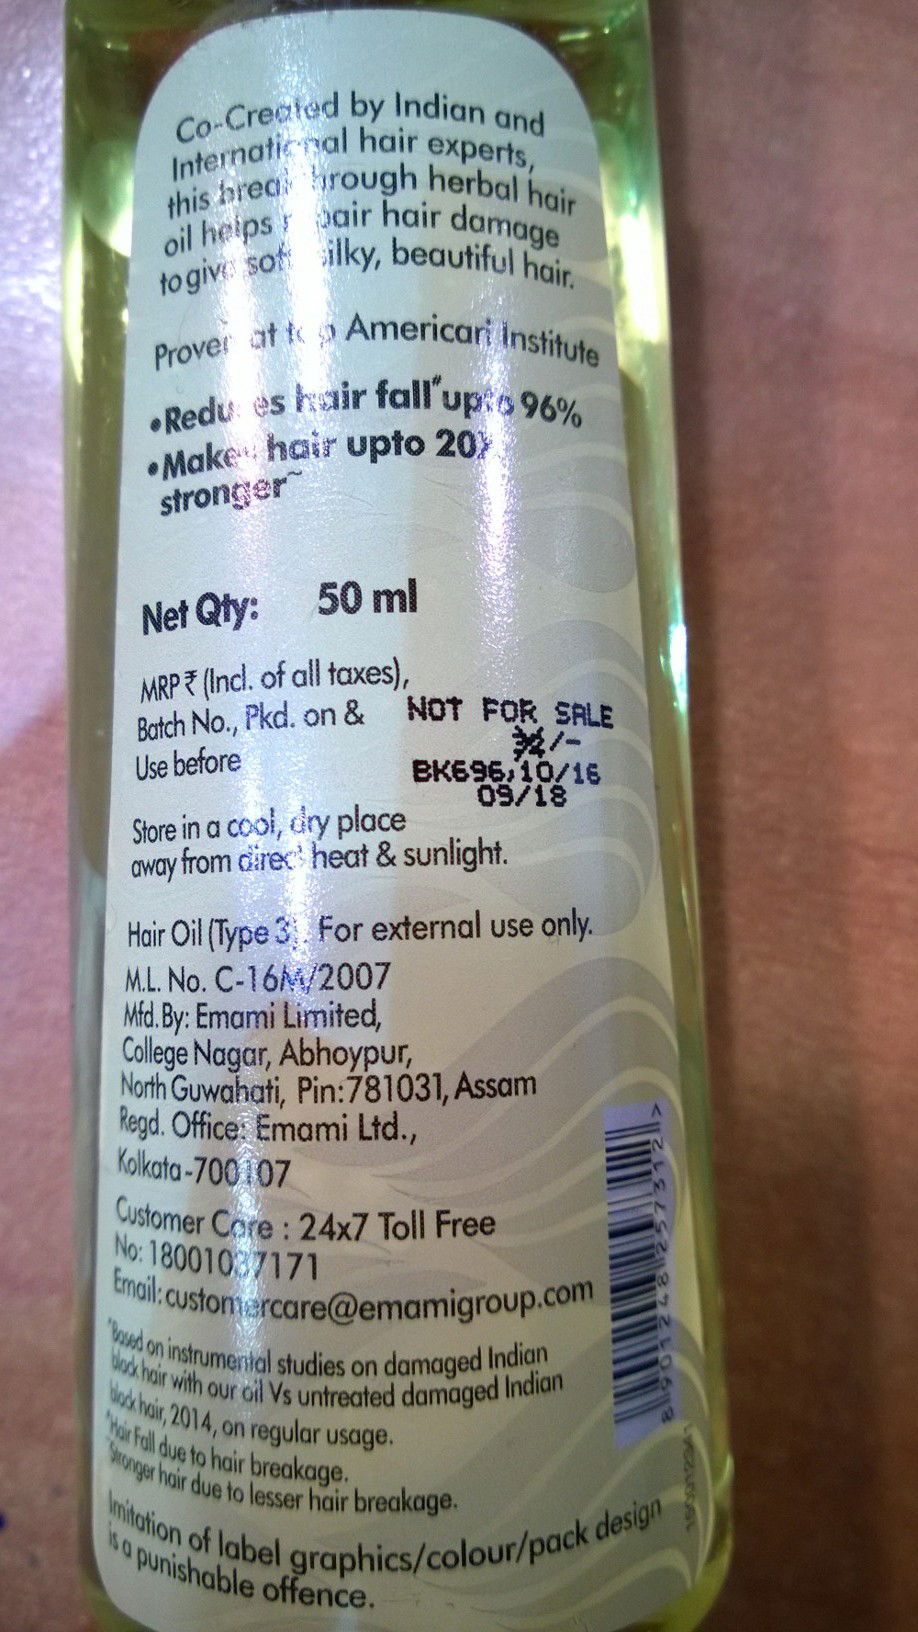 Co-Created by Indian and
International hair experts,
this breakthrough herbal hair
oil helps repair hair damage
to give soft, silky, beautiful hair.
Proven at top American Institute
•Reduces hair fall# upto 96%
•Makes hair upto 20X
stronger~
Net Qty: 50 ml
MRP ₹ (Incl. of all taxes),
Batch No., Pkd. on &
Use before
NOT FOR SALE
/-
BK696,10/16
09/18
Store in a cool, dry place
away from direct heat & sunlight.
Hair Oil (Type 3). For external use only.
M.L. No. C-16M/2007
Mfd. By: Emami Limited,
College Nagar, Abhoypur,
North Guwahati, Pin:781031, Assam
Regd. Office: Emami Ltd.,
Kolkata-700107
Customer Care : 24x7 Toll Free
No: 18001037171
Email: customercare@emamigroup.com
*Based on instrumental studies on damaged Indian
black hair with our oil Vs untreated damaged Indian
black hair, 2014, on regular usage.
#Hair Fall due to hair breakage.
~Stronger hair due to lesser hair breakage.
Imitation of label graphics/colour/pack design
is a punishable offence.
8 901248 257312 >